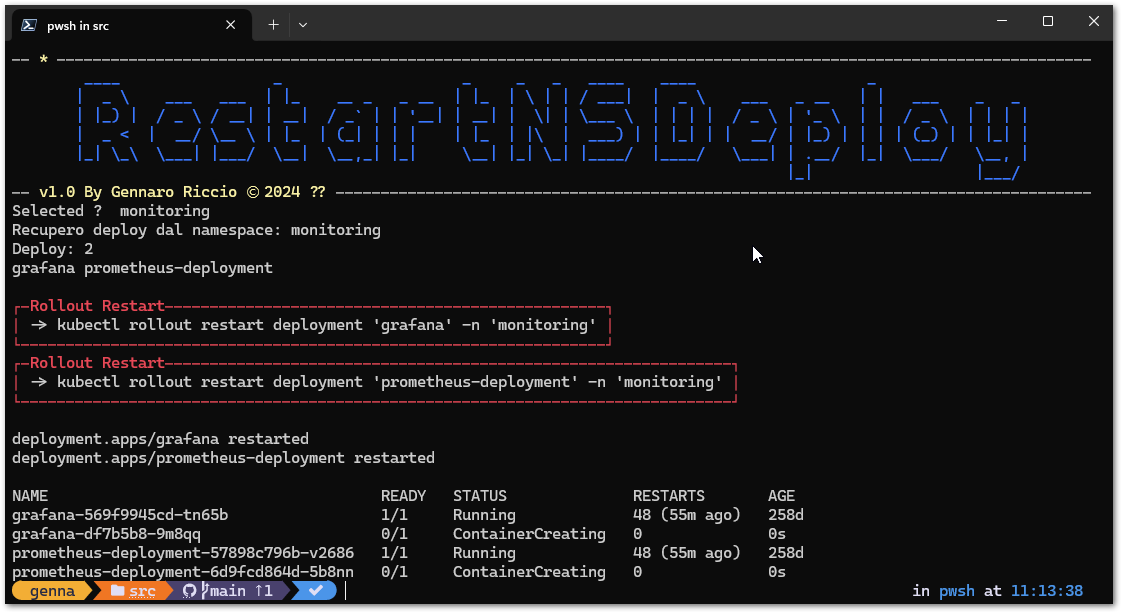 pwsh in src
-- * --
RestartNSDeploy
-- v1.0 By Gennaro Riccio © 2024 ?? --
Selected ?  monitoring
Recupero deploy dal namespace: monitoring
Deploy: 2
grafana prometheus-deployment
Rollout Restart
-> kubectl rollout restart deployment 'grafana' -n 'monitoring'
Rollout Restart
-> kubectl rollout restart deployment 'prometheus-deployment' -n 'monitoring'
deployment.apps/grafana restarted
deployment.apps/prometheus-deployment restarted
NAME READY STATUS RESTARTS AGE
grafana-569f9945cd-tn65b 1/1 Running 48 (55m ago) 258d
grafana-df7b5b8-9m8qq 0/1 ContainerCreating 0 0s
prometheus-deployment-57898c796b-v2686 1/1 Running 48 (55m ago) 258d
prometheus-deployment-6d9fcd864d-5b8nn 0/1 ContainerCreating 0 0s
genna src main ↑1 ✓ in pwsh at 11:13:38